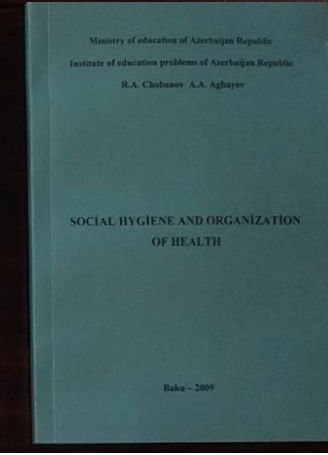 Ministry of education of Azerbaijan Republic
Institute of education problems of Azerbaijan Republic
R.A. Chobanov A.A. Aghayev
SOCİAL HYGİENE AND ORGANİZATİON
OF HEALTH
Baku – 2009